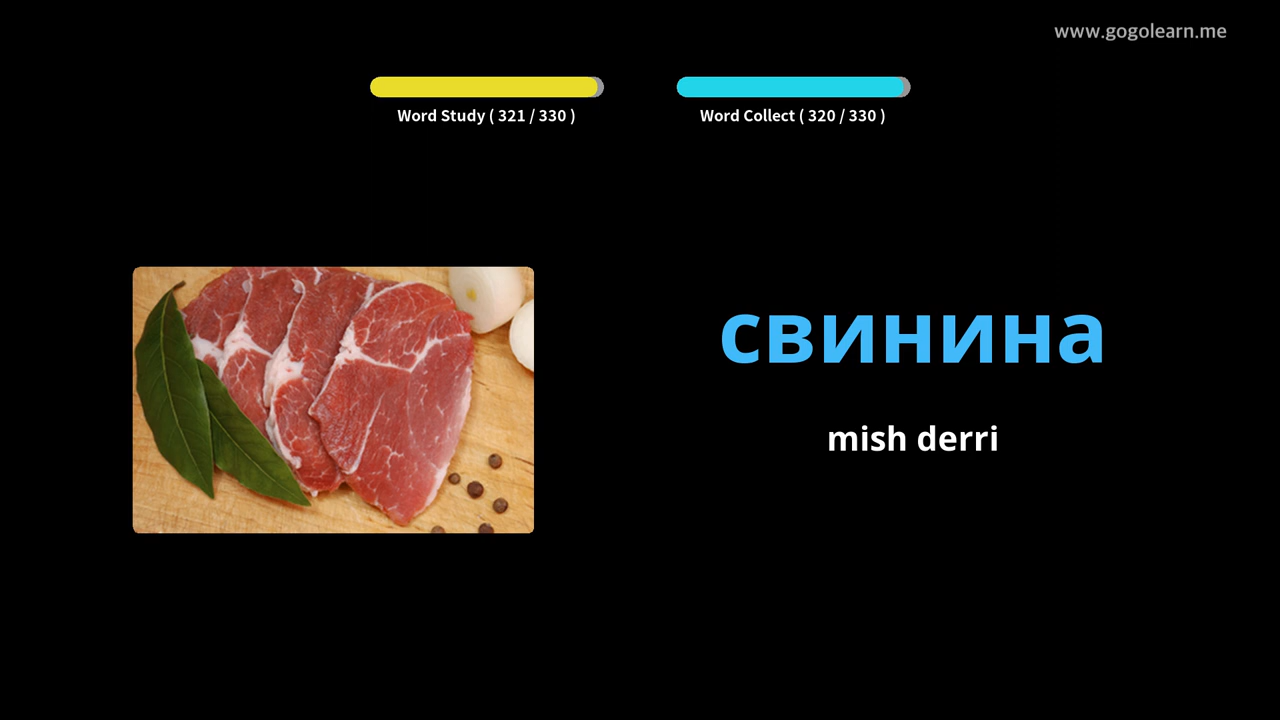 www.gogolearn.me
Word Study ( 321 / 330 )
Word Collect ( 320 / 330 )
свинина
mish derri